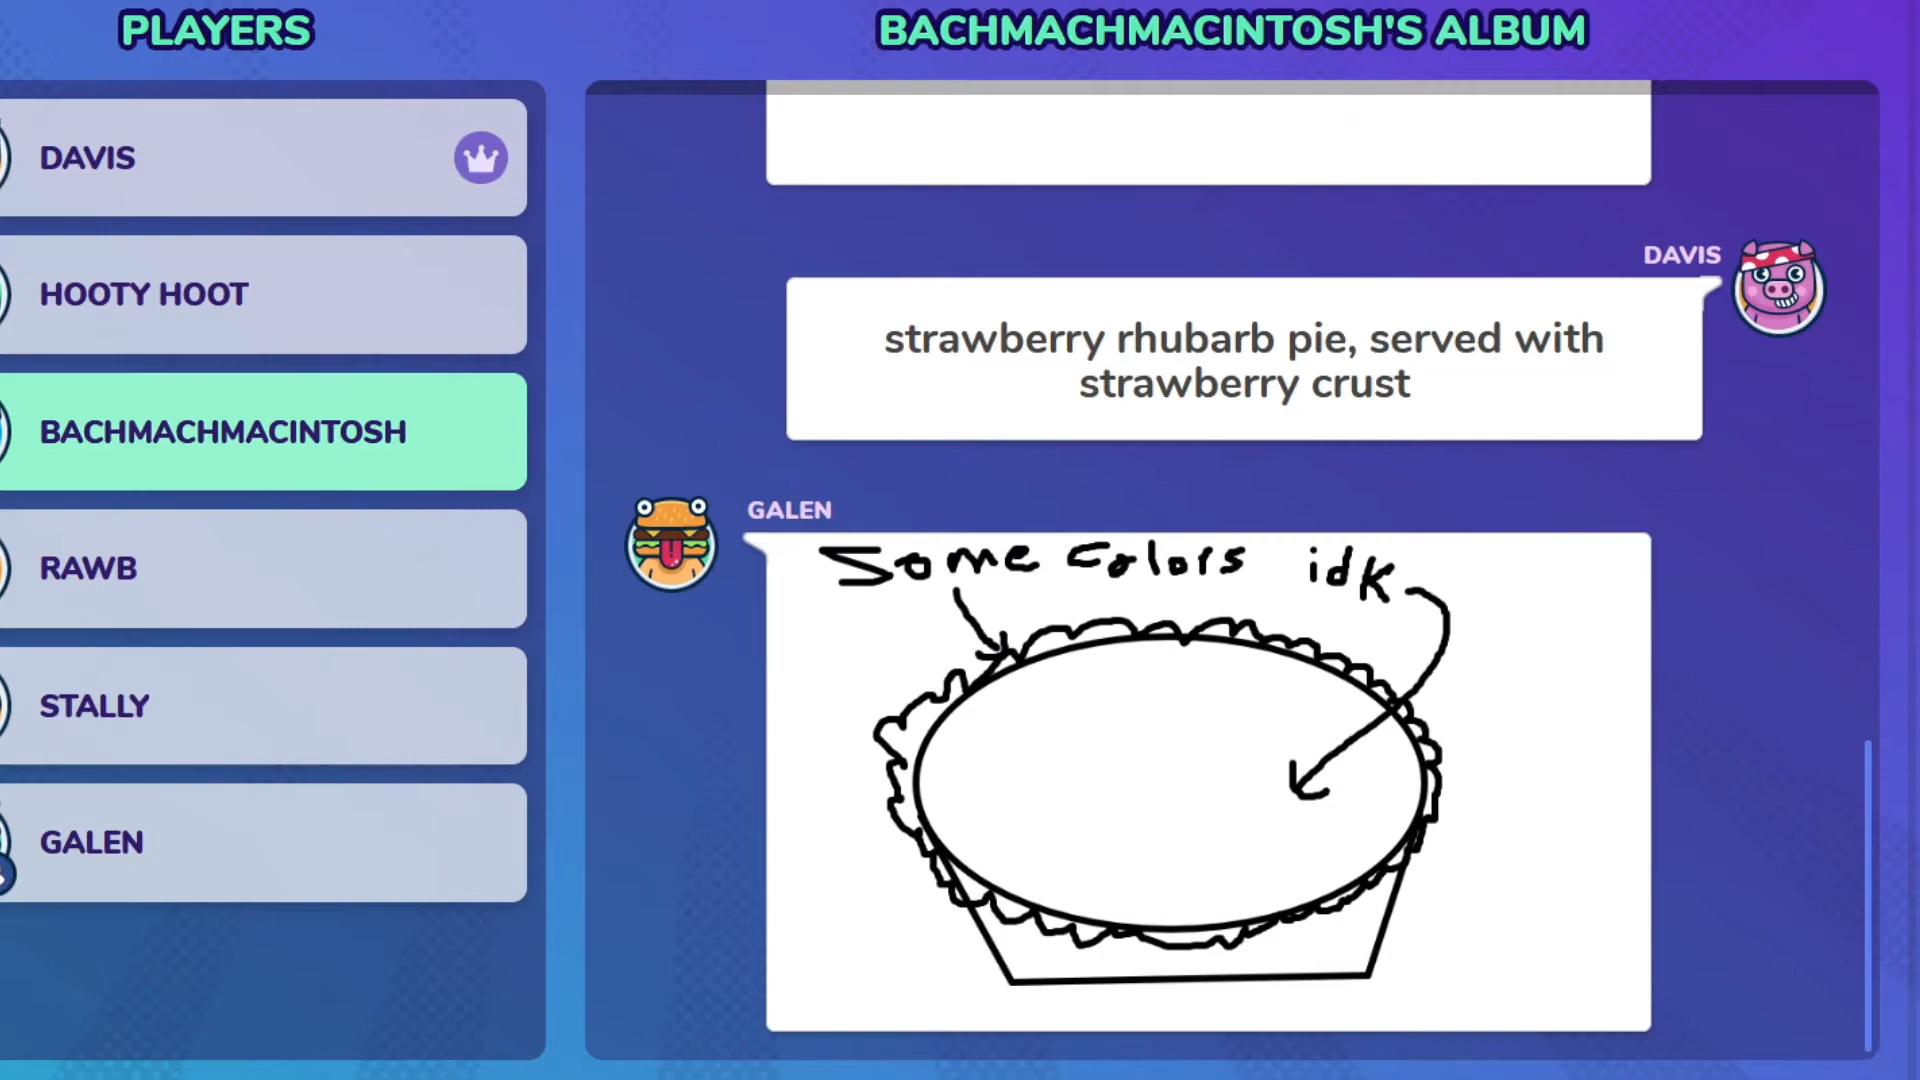 PLAYERS
BACHMACHMACINTOSH'S ALBUM
DAVIS
HOOTY HOOT
BACHMACHMACINTOSH
RAWB
STALLY
GALEN
DAVIS
strawberry rhubarb pie, served with
strawberry crust
GALEN
Some Colors idk